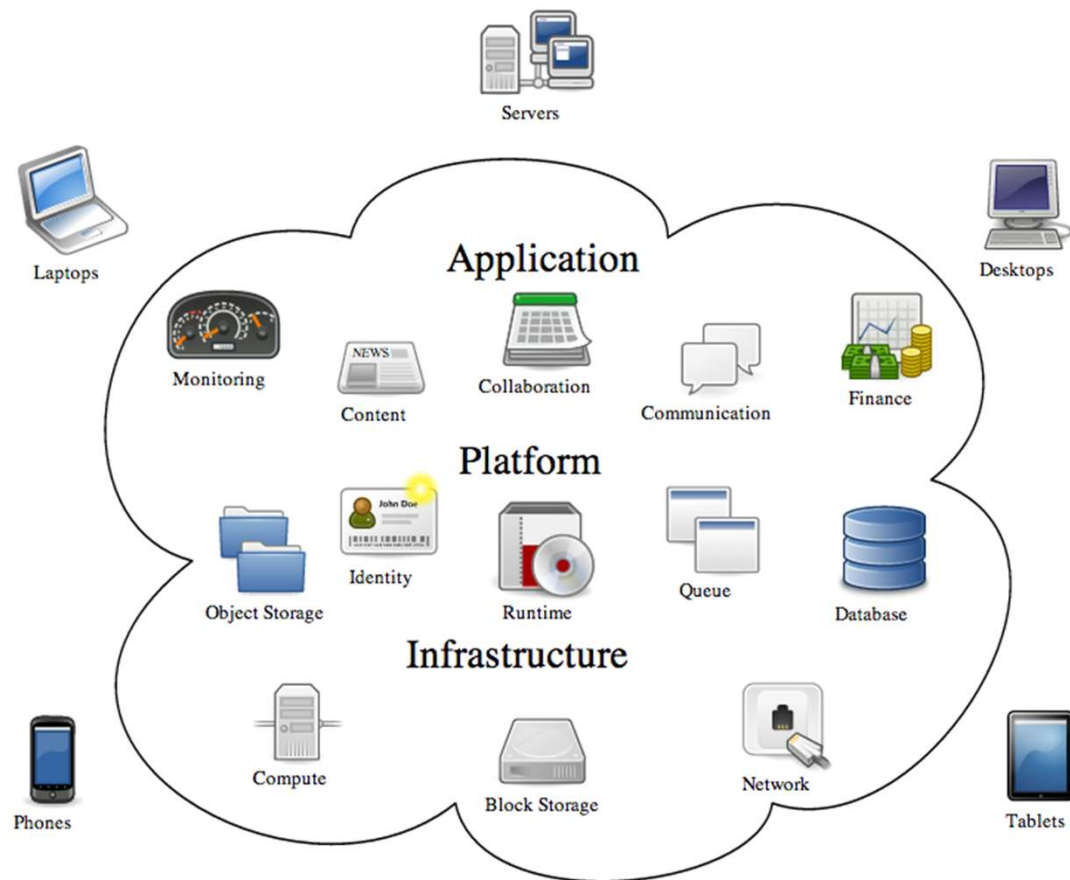 Servers
Laptops
Desktops
Application
Monitoring
NEWS
Content
Collaboration
Communication
Finance
Platform
John Doe
Object Storage
Identity
Runtime
Queue
Database
Infrastructure
Compute
Block Storage
Network
Phones
Tablets